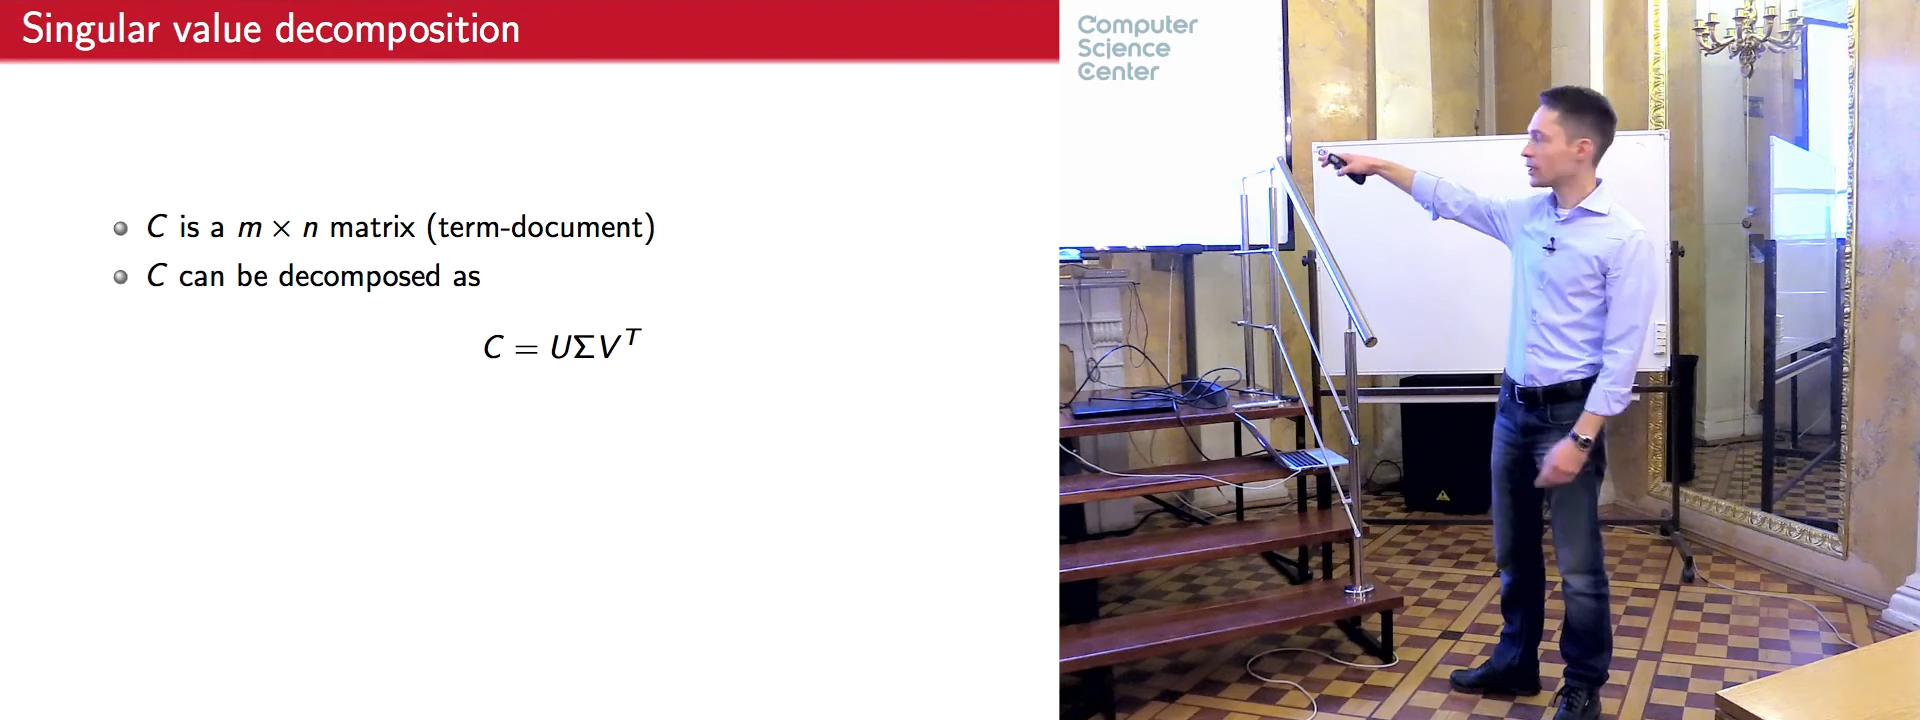 Singular value decomposition
C is a m × n matrix (term-document)
C can be decomposed as
C = UΣV^T
Computer
Science
Center